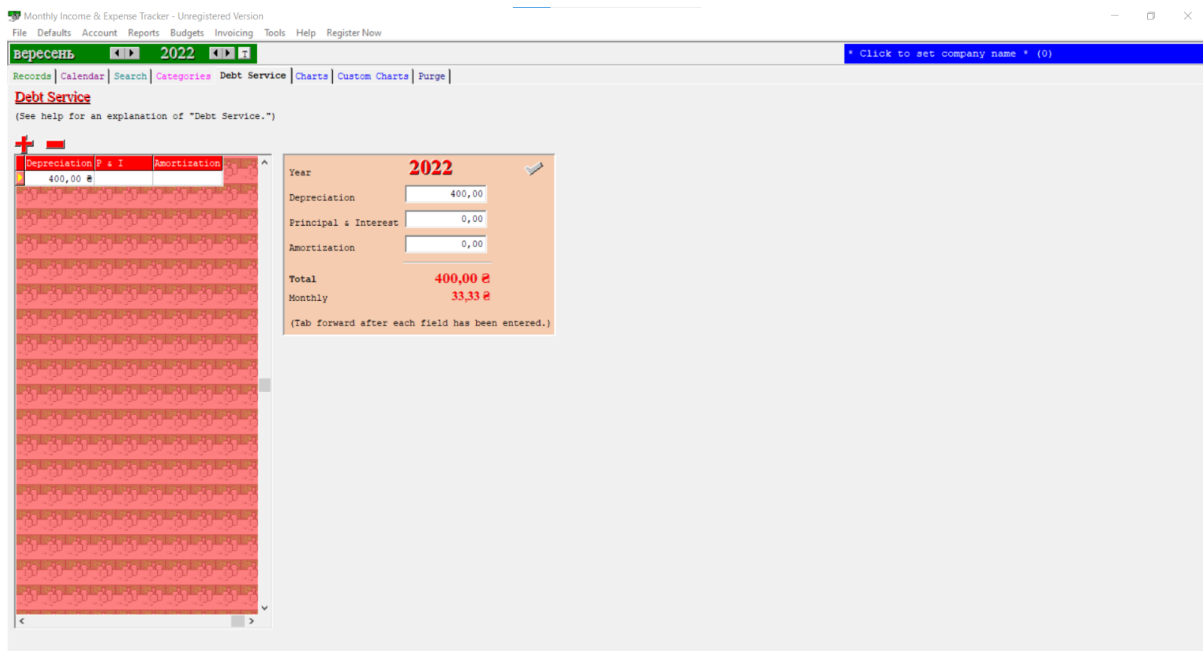 Monthly Income & Expense Tracker - Unregistered Version
File Defaults Account Reports Budgets Invoicing Tools Help Register Now
вересень 2022 T * Click to set company name * (0)
Records Calendar Search Categories Debt Service Charts Custom Charts Purge
Debt Service
(See help for an explanation of "Debt Service.")
Depreciation P & I Amortization
400,00 ₴
Year 2022
Depreciation 400,00
Principal & Interest 0,00
Amortization 0,00
Total 400,00 ₴
Monthly 33,33 ₴
(Tab forward after each field has been entered.)